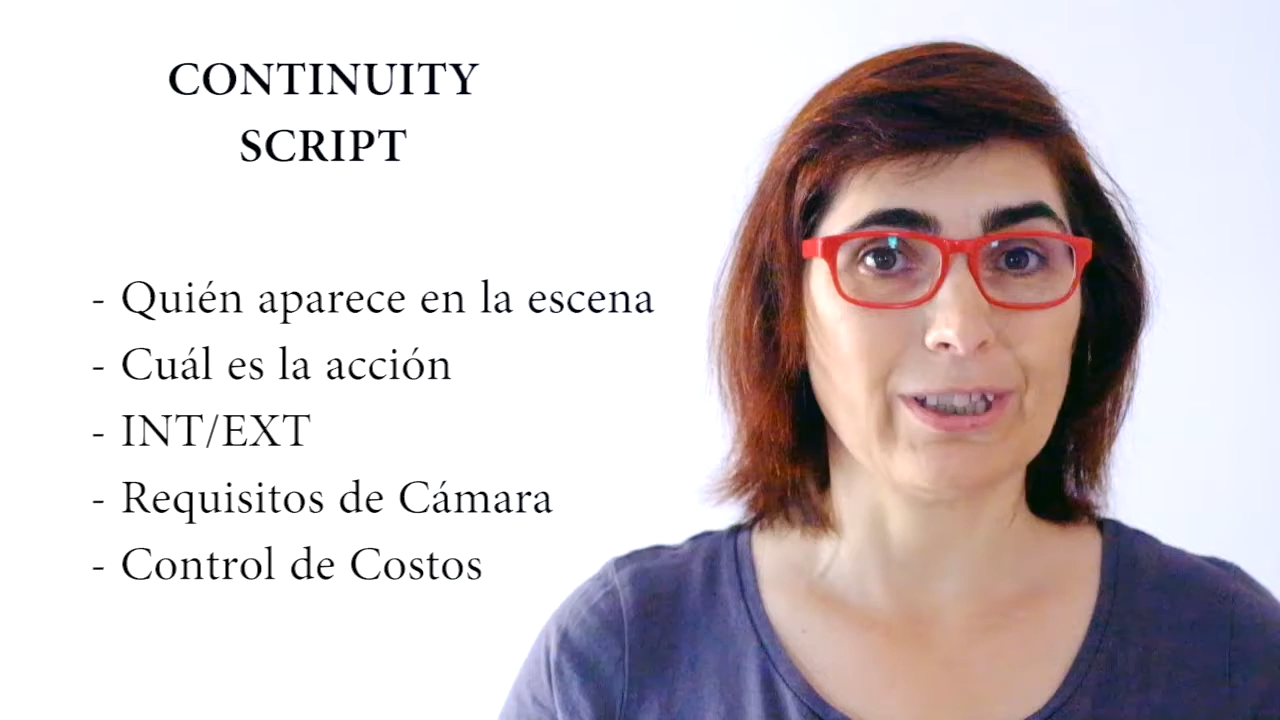 CONTINUITY
SCRIPT
- Quién aparece en la escena
- Cuál es la acción
- INT/EXT
- Requisitos de Cámara
- Control de Costos